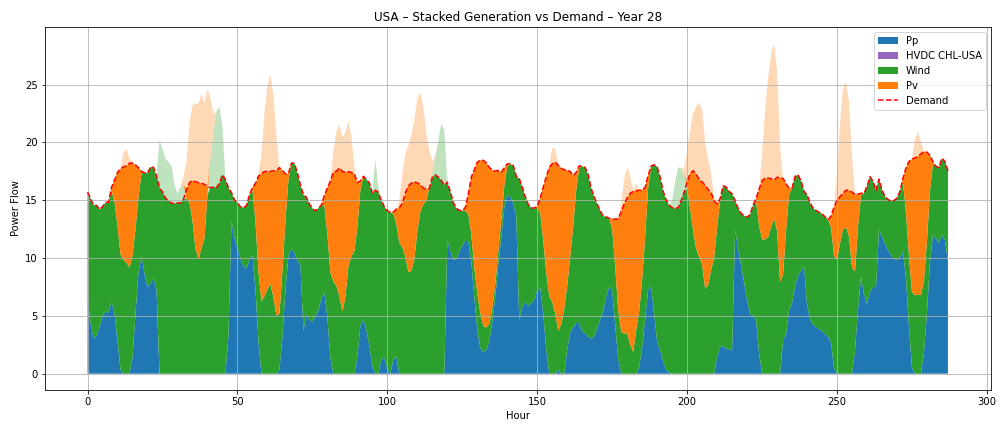 USA – Stacked Generation vs Demand – Year 28
Pp
HVDC CHL-USA
Wind
Pv
Demand
Power Flow
25
20
15
10
5
0
0 50 100 150 200 250 300
Hour